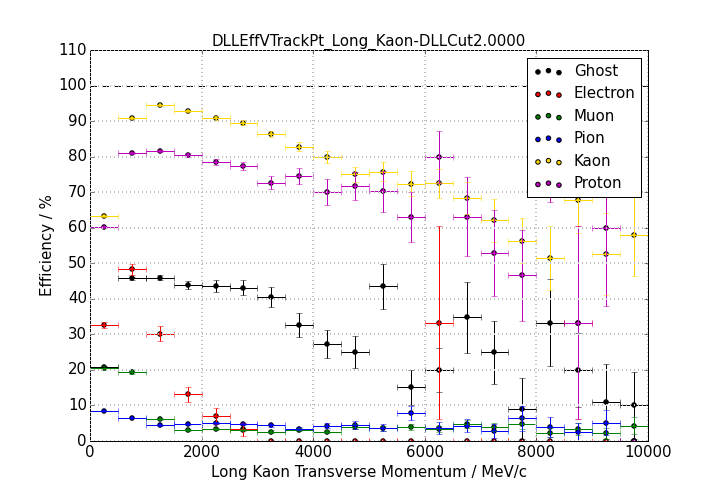 DLLEffVTrackPt_Long_Kaon-DLLCut2.0000
110
100
90
80
70
60
50
40
30
20
10
0
Efficiency / %
Ghost
Electron
Muon
Pion
Kaon
Proton
0 2000 4000 6000 8000 10000
Long Kaon Transverse Momentum / MeV/c